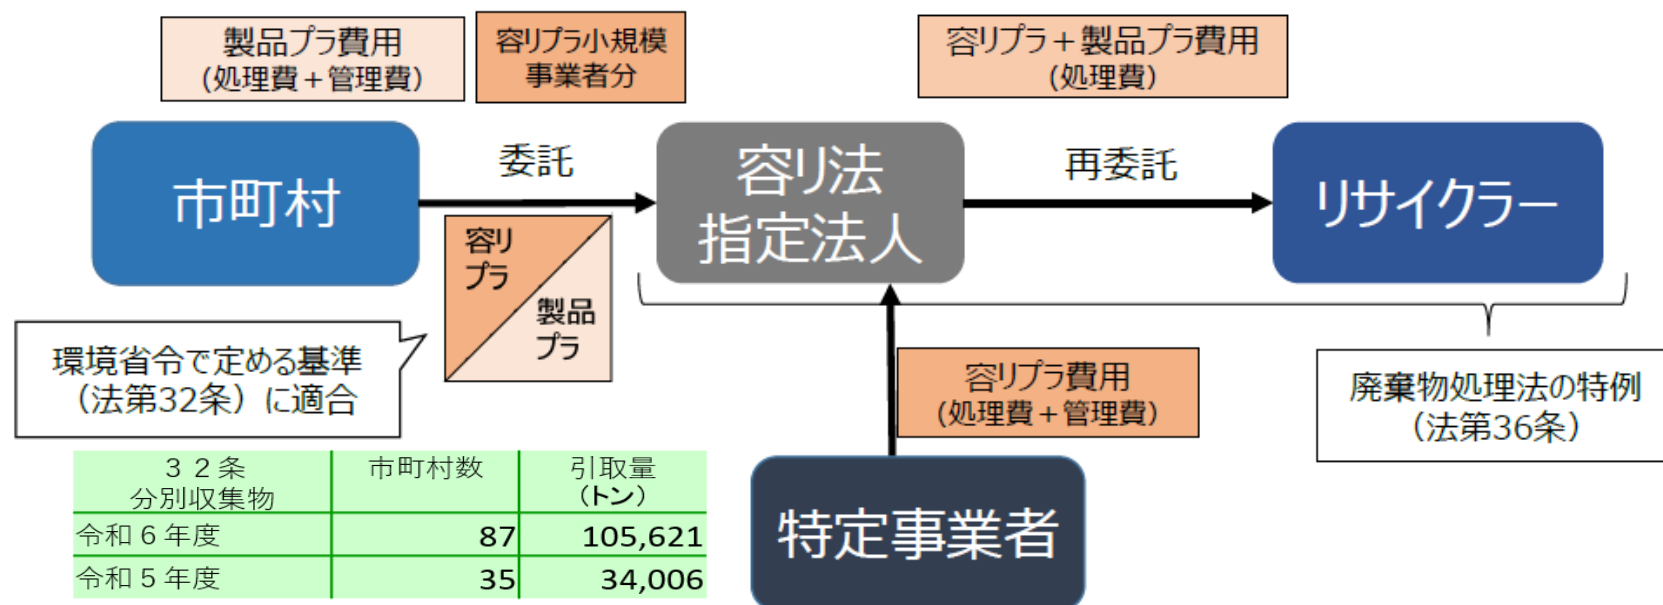 製品プラ費用
(処理費＋管理費)
容リプラ小規模
事業者分
容リプラ＋製品プラ費用
(処理費)
市町村
委託
容リ法
指定法人
再委託
リサイクラー
容リ
プラ
製品
プラ
環境省令で定める基準
（法第32条）に適合
容リプラ費用
(処理費＋管理費)
廃棄物処理法の特例
（法第36条）
特定事業者
３２条
分別収集物
市町村数
引取量
（トン）
令和６年度 87 105,621
令和５年度 35 34,006